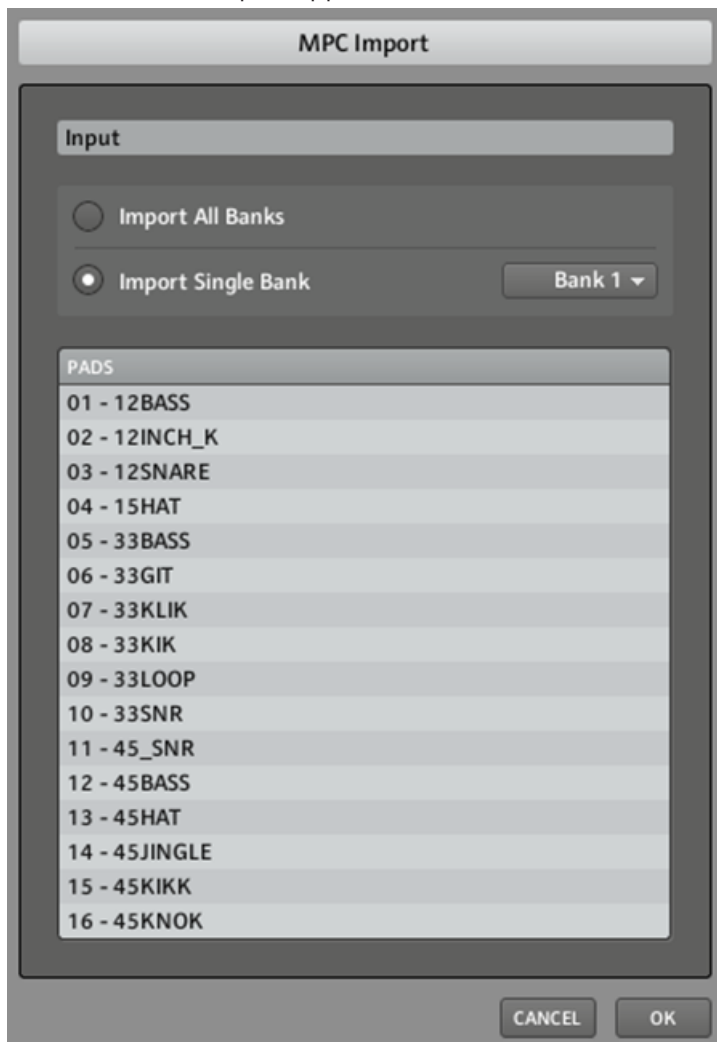 MPC Import
Input
Import All Banks
Import Single Bank Bank 1
PADS
01 - 12BASS
02 - 12INCH_K
03 - 12SNARE
04 - 15HAT
05 - 33BASS
06 - 33GIT
07 - 33KLIK
08 - 33KIK
09 - 33LOOP
10 - 33SNR
11 - 45_SNR
12 - 45BASS
13 - 45HAT
14 - 45JINGLE
15 - 45KIKK
16 - 45KNOK
CANCEL OK